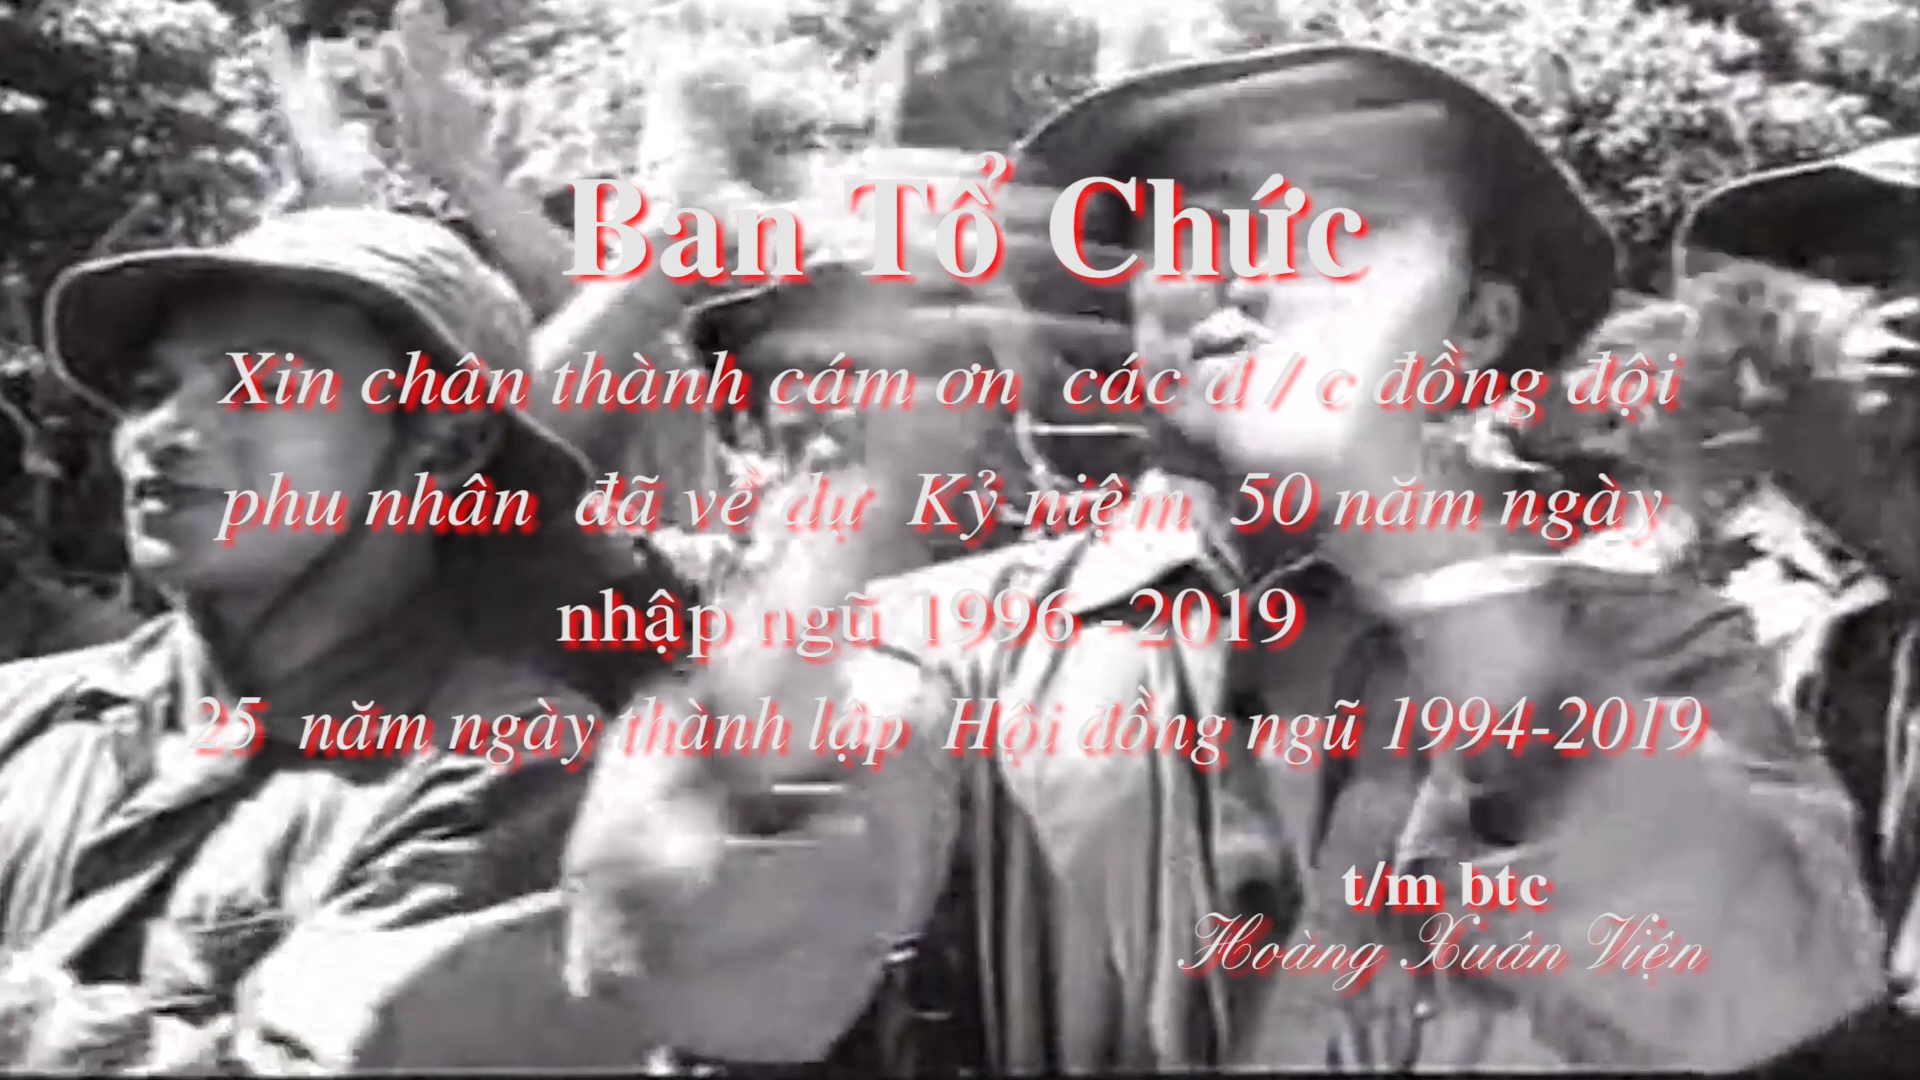 Ban Tổ Chức
Xin chân thành cám ơn các đ / c đồng đội
phu nhân đã về dự Kỷ niệm 50 năm ngày
nhập ngũ 1996 -2019
25 năm ngày thành lập Hội đồng ngũ 1994-2019
t/m btc
Hoàng Xuân Viện